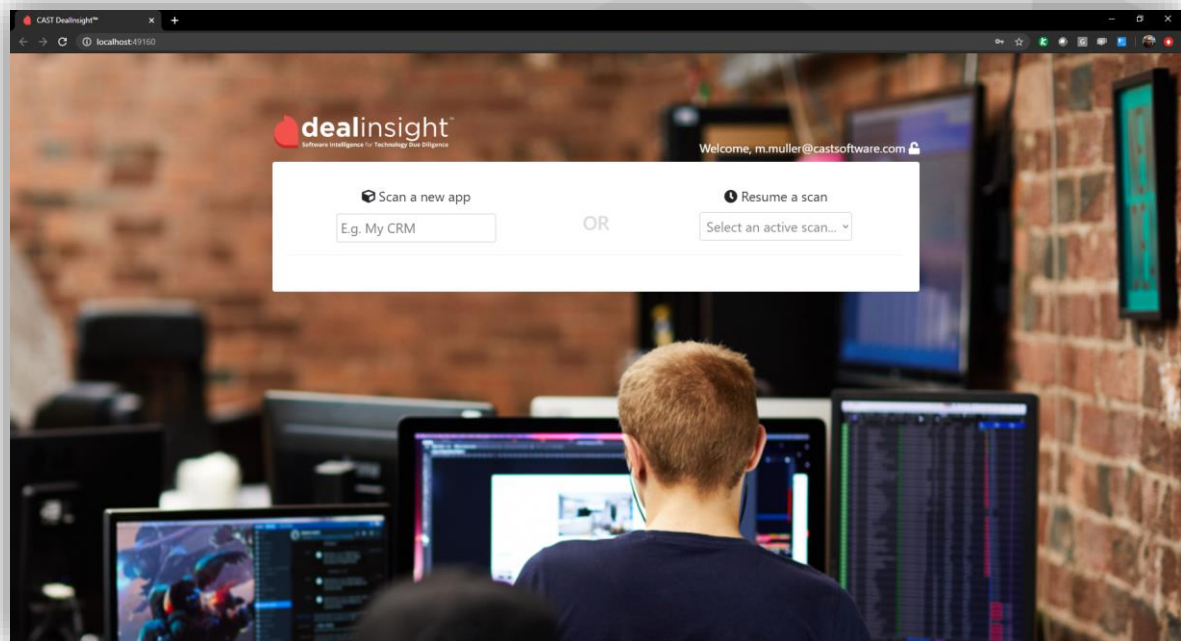 CAST DealInsight™
localhost:49160
dealinsight™
Software Intelligence for Technology Due Diligence
Welcome, m.muller@castsoftware.com
Scan a new app
Resume a scan
E.g. My CRM
OR
Select an active scan...